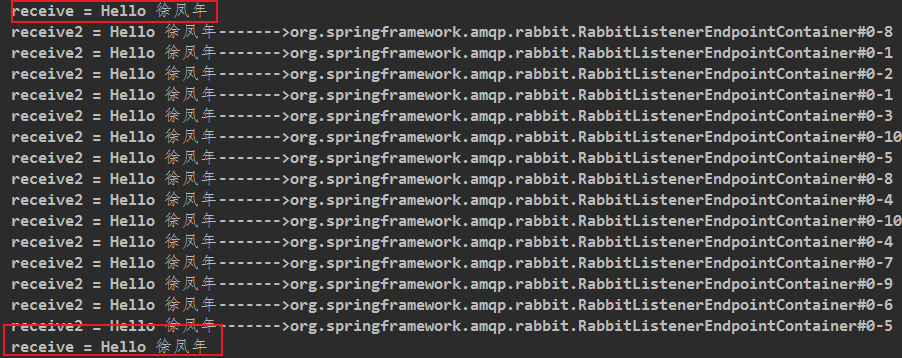 receive = Hello 徐凤年
receive2 = Hello 徐凤年------->org.springframework.amqp.rabbit.RabbitListenerEndpointContainer#0-8
receive2 = Hello 徐凤年------->org.springframework.amqp.rabbit.RabbitListenerEndpointContainer#0-1
receive2 = Hello 徐凤年------->org.springframework.amqp.rabbit.RabbitListenerEndpointContainer#0-2
receive2 = Hello 徐凤年------->org.springframework.amqp.rabbit.RabbitListenerEndpointContainer#0-1
receive2 = Hello 徐凤年------->org.springframework.amqp.rabbit.RabbitListenerEndpointContainer#0-3
receive2 = Hello 徐凤年------->org.springframework.amqp.rabbit.RabbitListenerEndpointContainer#0-10
receive2 = Hello 徐凤年------->org.springframework.amqp.rabbit.RabbitListenerEndpointContainer#0-5
receive2 = Hello 徐凤年------->org.springframework.amqp.rabbit.RabbitListenerEndpointContainer#0-8
receive2 = Hello 徐凤年------->org.springframework.amqp.rabbit.RabbitListenerEndpointContainer#0-4
receive2 = Hello 徐凤年------->org.springframework.amqp.rabbit.RabbitListenerEndpointContainer#0-10
receive2 = Hello 徐凤年------->org.springframework.amqp.rabbit.RabbitListenerEndpointContainer#0-4
receive2 = Hello 徐凤年------->org.springframework.amqp.rabbit.RabbitListenerEndpointContainer#0-7
receive2 = Hello 徐凤年------->org.springframework.amqp.rabbit.RabbitListenerEndpointContainer#0-9
receive2 = Hello 徐凤年------->org.springframework.amqp.rabbit.RabbitListenerEndpointContainer#0-6
receive2 = Hello 徐凤年------->org.springframework.amqp.rabbit.RabbitListenerEndpointContainer#0-5
receive = Hello 徐凤年